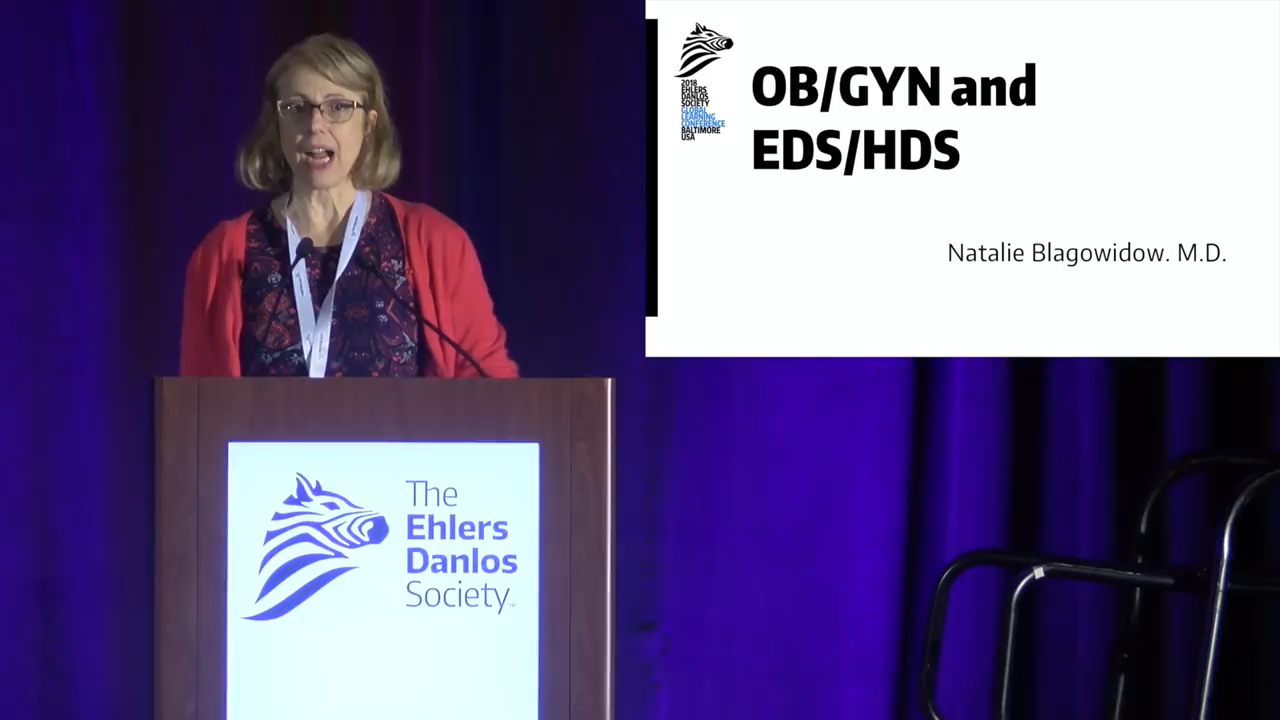 2018
EHLERS
DANLOS
SOCIETY
GLOBAL
LEARNING
CONFERENCE
BALTIMORE
USA
OB/GYN and
EDS/HDS
Natalie Blagowidow. M.D.
The
Ehlers
Danlos
Society